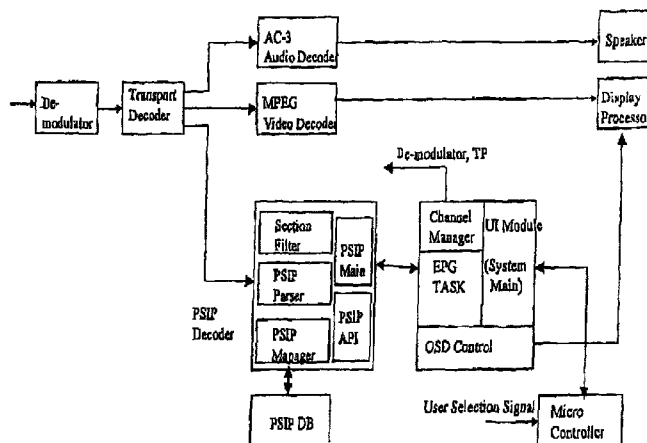 AC-3
Audio Decoder
Speaker
De-
modulator
Transport
Decoder
MPEG
Video Decoder
Display
Processor
De-modulator, TP
Section
Filter
PSIP
Main
PSIP
Parser
PSIP
API
PSIP
Manager
PSIP
Decoder
PSIP DB
Channel
Manager
UI Module
(System
Main)
EPG
TASK
OSD Control
User Selection Signal
Micro
Controller